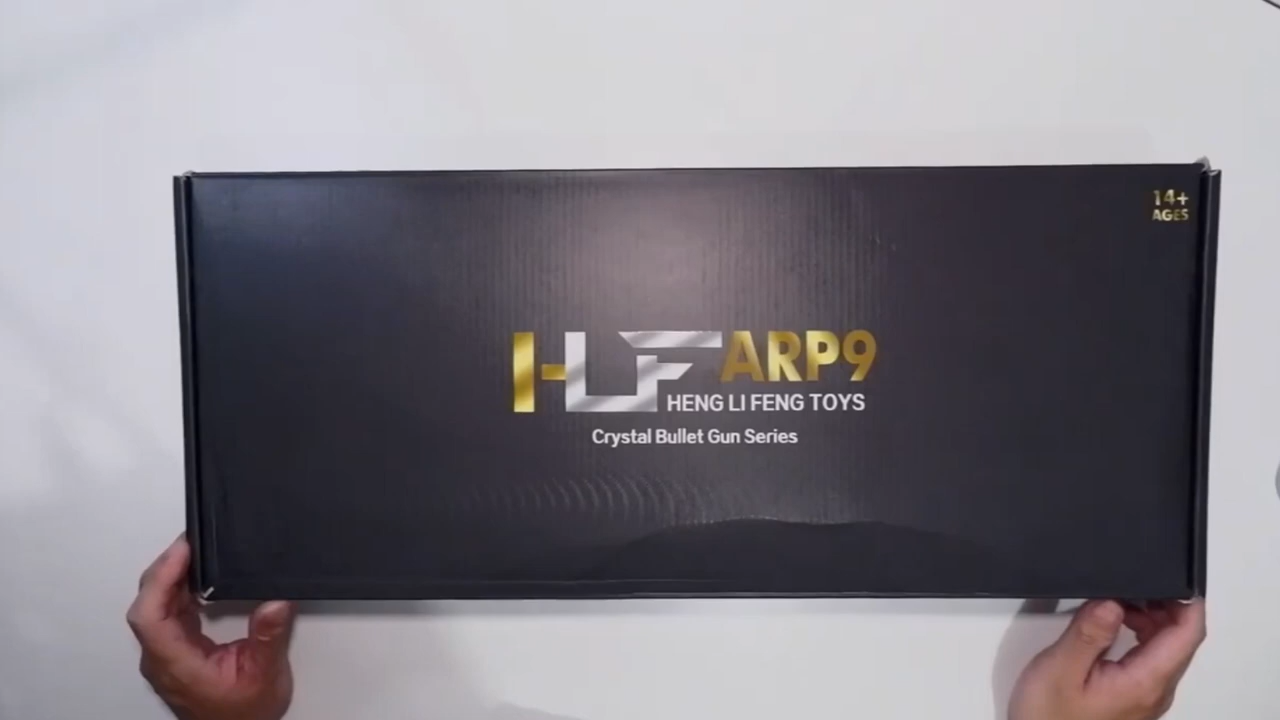 14+
AGES
HLF ARP9
HENG LI FENG TOYS
Crystal Bullet Gun Series